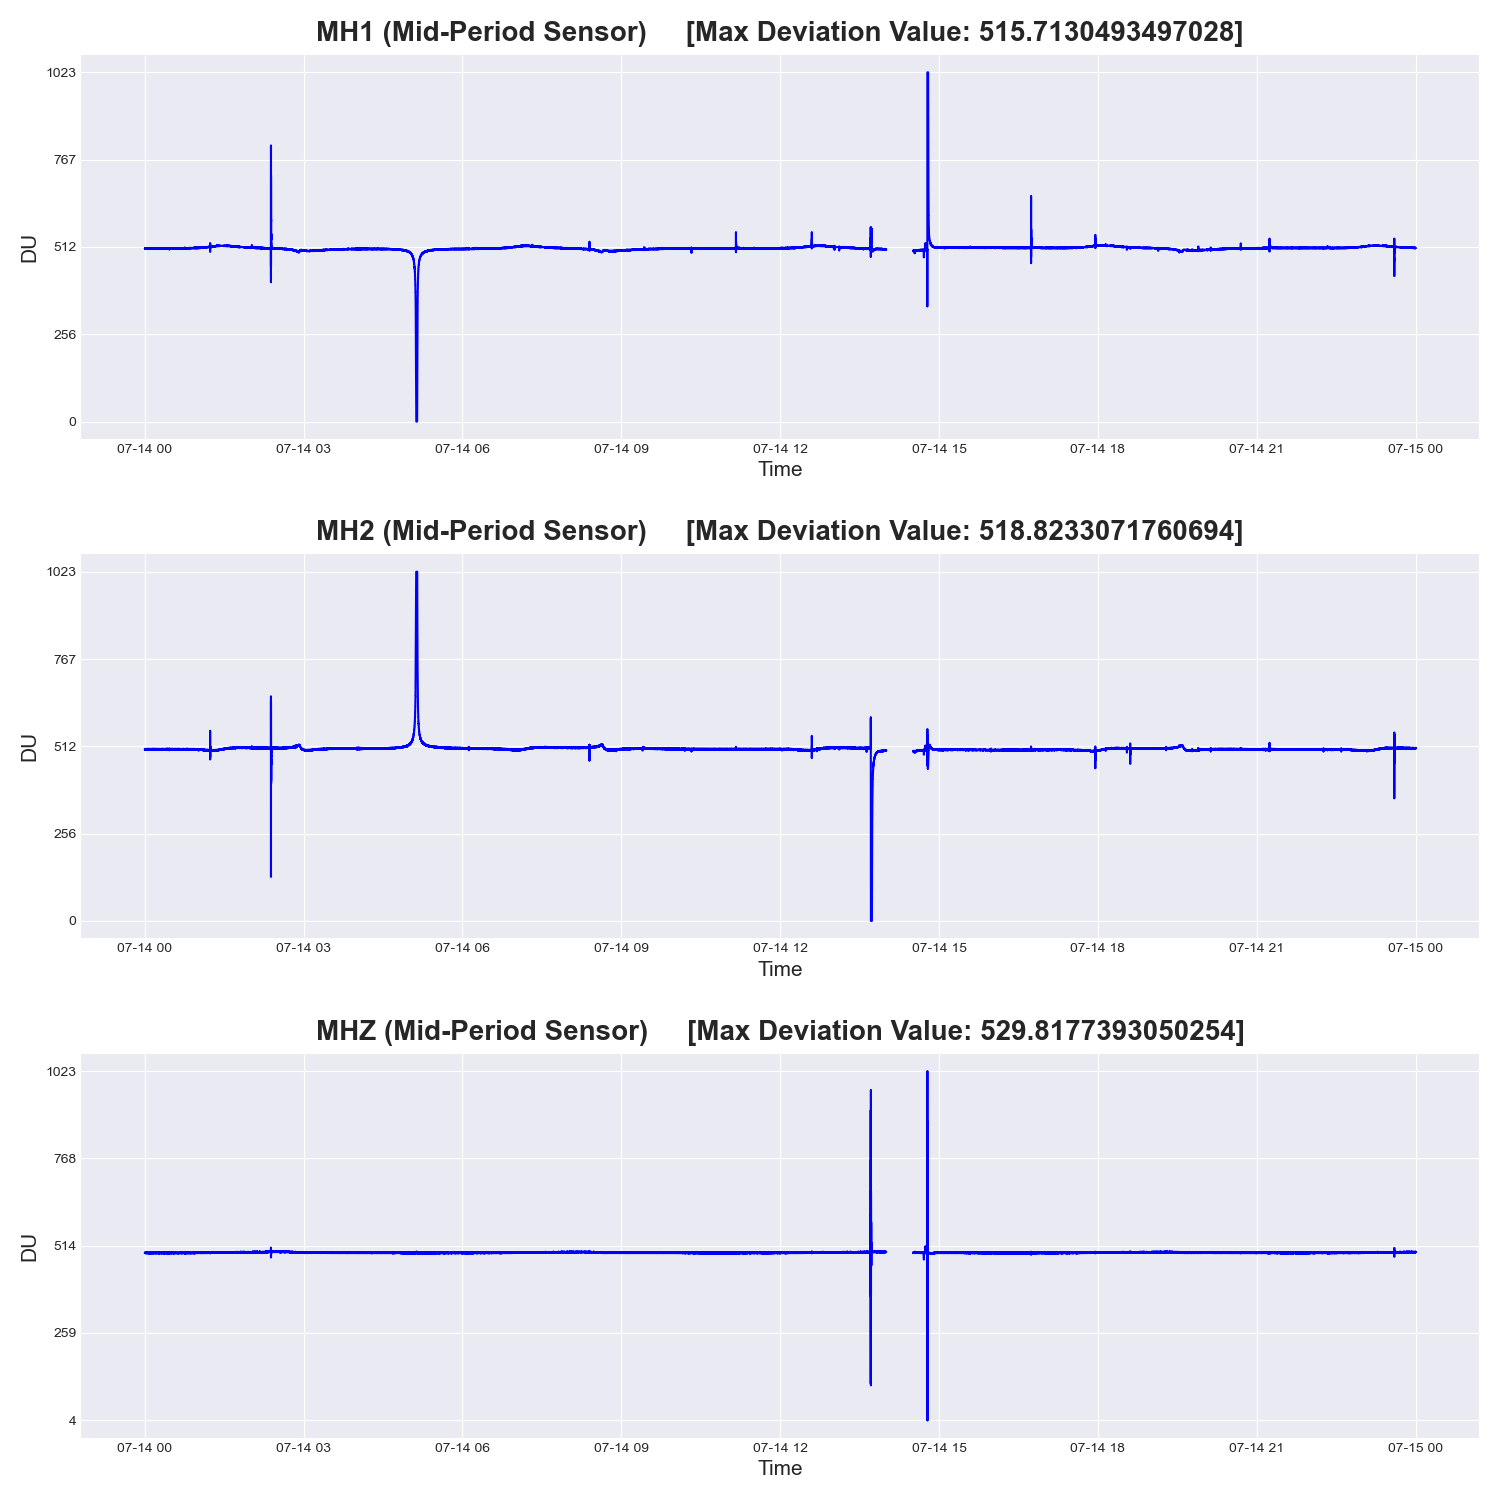 MH1 (Mid-Period Sensor) [Max Deviation Value: 515.7130493497028]
1023
767
512
256
0
DU
07-14 00 07-14 03 07-14 06 07-14 09 07-14 12 07-14 15 07-14 18 07-14 21 07-15 00
Time
MH2 (Mid-Period Sensor) [Max Deviation Value: 518.8233071760694]
1023
767
512
256
0
DU
07-14 00 07-14 03 07-14 06 07-14 09 07-14 12 07-14 15 07-14 18 07-14 21 07-15 00
Time
MHZ (Mid-Period Sensor) [Max Deviation Value: 529.8177393050254]
1023
768
514
259
4
DU
07-14 00 07-14 03 07-14 06 07-14 09 07-14 12 07-14 15 07-14 18 07-14 21 07-15 00
Time